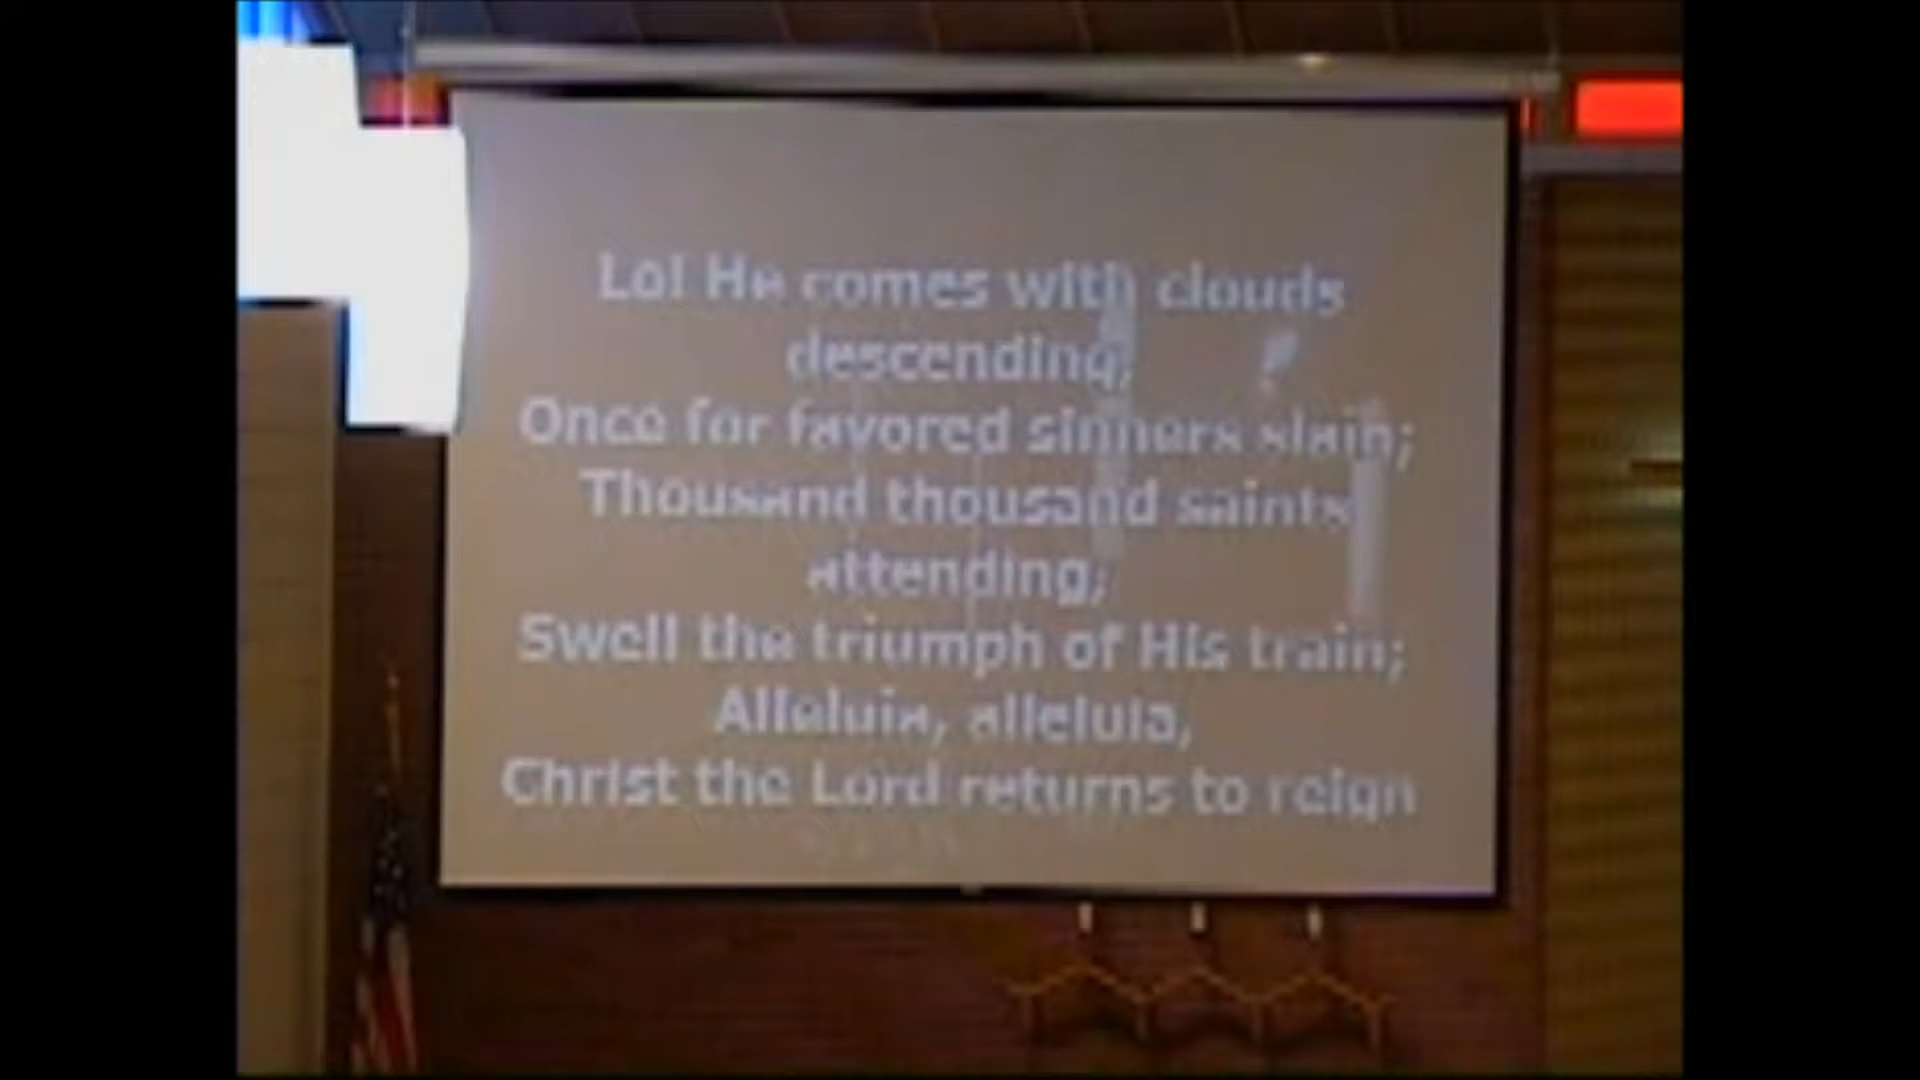 Lo! He comes with clouds
descending,
Once for favored sinners slain;
Thousand thousand saints
attending,
Swell the triumph of His train;
Alleluia, alleluia,
Christ the Lord returns to reign